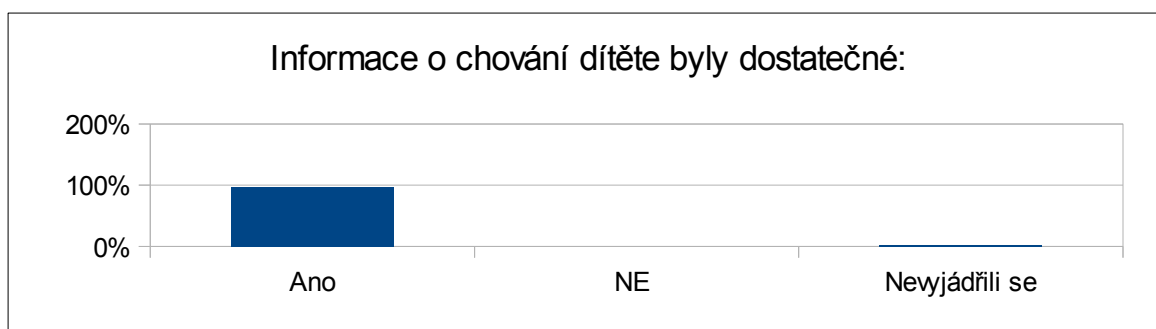 Informace o chování dítěte byly dostatečné:
200%
100%
0%
Ano
NE
Nevyjádřili se